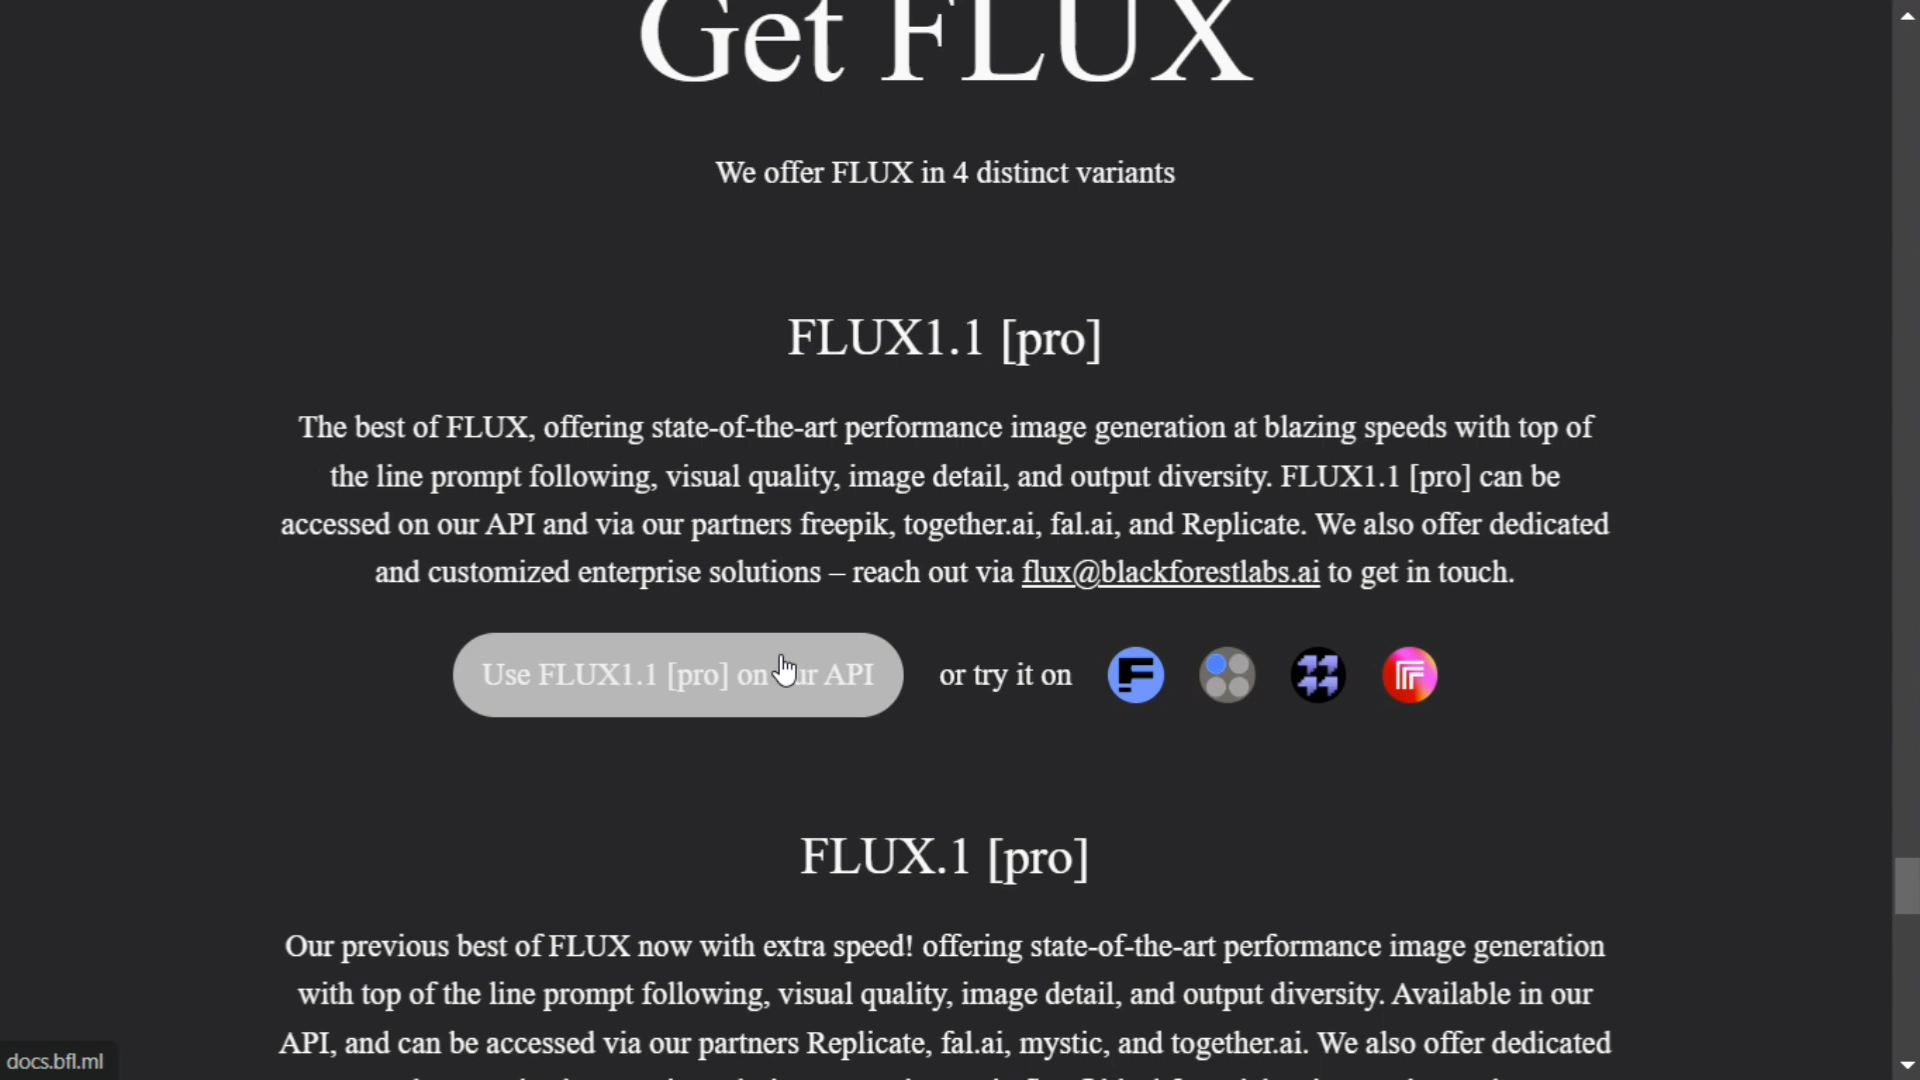 Get FLUX
We offer FLUX in 4 distinct variants
FLUX1.1 [pro]
The best of FLUX, offering state-of-the-art performance image generation at blazing speeds with top of
the line prompt following, visual quality, image detail, and output diversity. FLUX1.1 [pro] can be
accessed on our API and via our partners freepik, together.ai, fal.ai, and Replicate. We also offer dedicated
and customized enterprise solutions – reach out via flux@blackforestlabs.ai to get in touch.
Use FLUX1.1 [pro] on our API or try it on
FLUX.1 [pro]
Our previous best of FLUX now with extra speed! offering state-of-the-art performance image generation
with top of the line prompt following, visual quality, image detail, and output diversity. Available in our
API, and can be accessed via our partners Replicate, fal.ai, mystic, and together.ai. We also offer dedicated
docs.bfl.ml